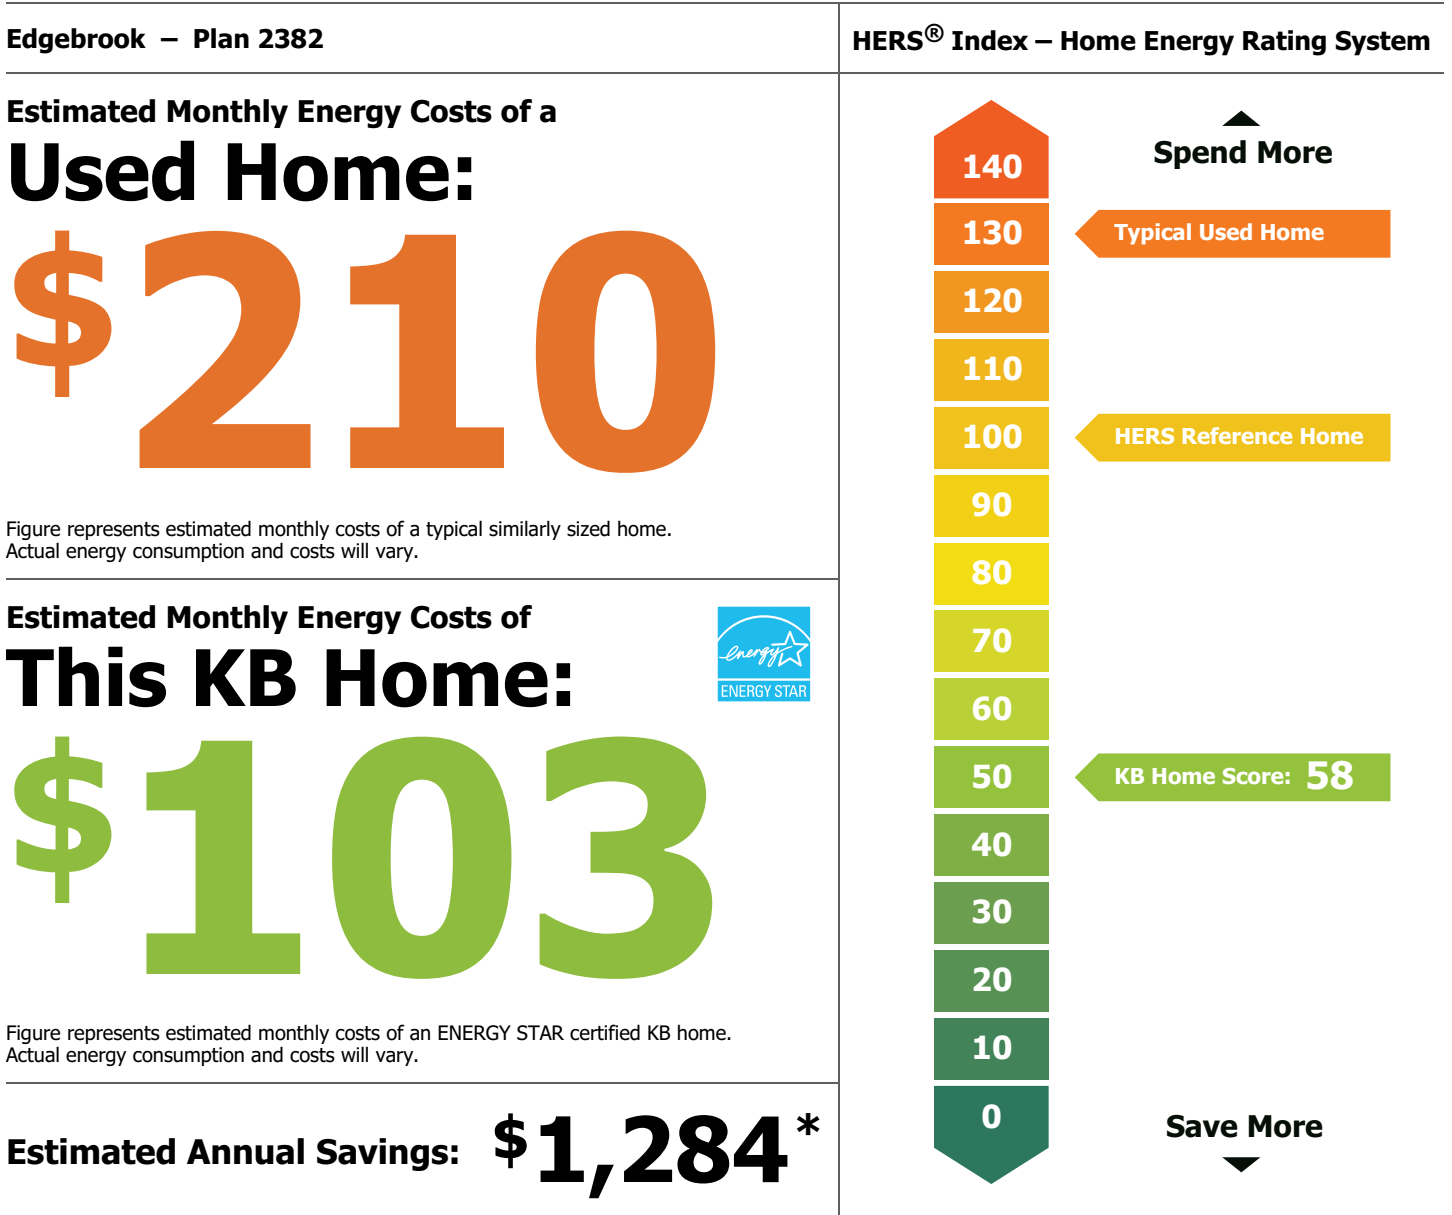 Edgebrook – Plan 2382
Estimated Monthly Energy Costs of a
Used Home:
$210
Figure represents estimated monthly costs of a typical similarly sized home.
Actual energy consumption and costs will vary.
Estimated Monthly Energy Costs of
This KB Home:
energy
ENERGY STAR
$103
Figure represents estimated monthly costs of an ENERGY STAR certified KB home.
Actual energy consumption and costs will vary.
Estimated Annual Savings: $1,284*
HERS® Index – Home Energy Rating System
Spend More
140
130 Typical Used Home
120
110
100 HERS Reference Home
90
80
70
60
50 KB Home Score: 58
40
30
20
10
0
Save More